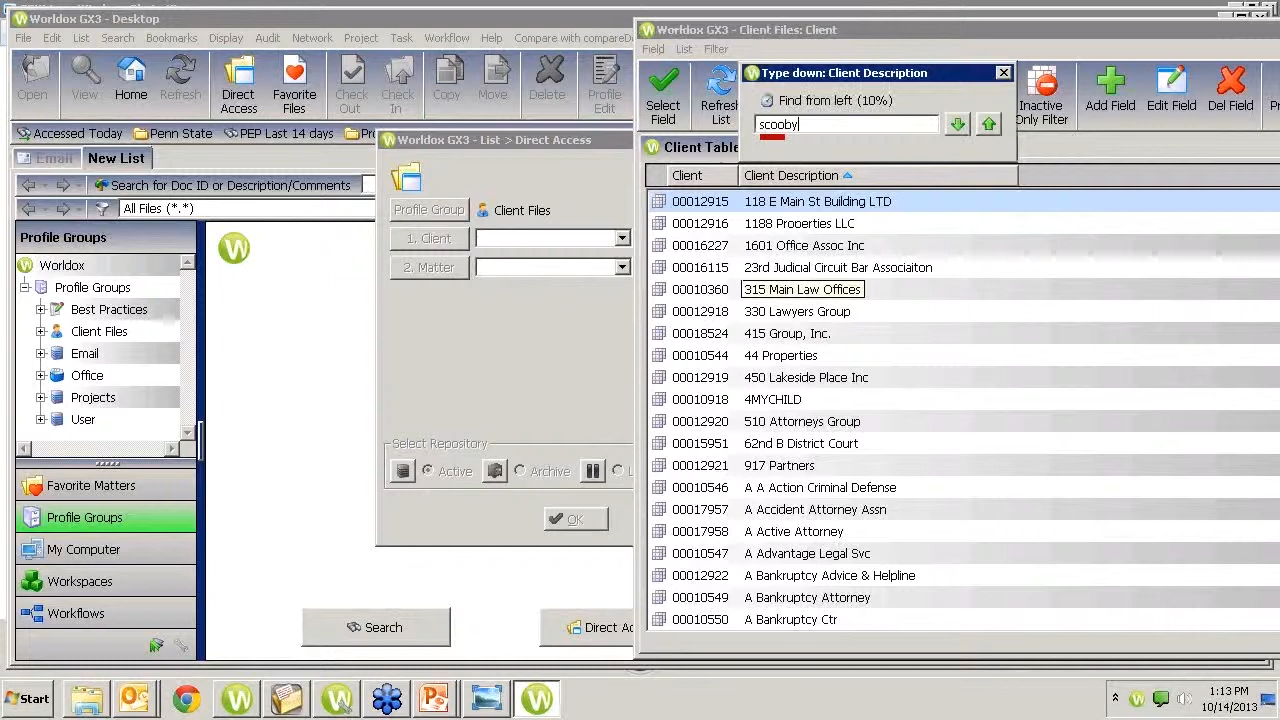 Worldox GX3 - Desktop
File Edit Search Bookmarks Display Audit Network Project Task Workflow Help Compare with compareDo
Open
View
Home
Refresh
Direct Access
Favorite Files
Check Out
Check In
Copy
Move
Delete
Profile Edit
Accessed Today
Penn State
PEP Last 14 days
Email
New List
Search for Doc ID or Description/Comments
All Files (*.*)
Profile Groups
Worldox
Profile Groups
Best Practices
Client Files
Email
Office
Projects
User
Favorite Matters
Profile Groups
My Computer
Workspaces
Workflows
Worldox GX3 - List > Direct Access
Profile Group
Client Files
1. Client
2. Matter
Select Repository
Active
Archive
OK
Search
Worldox GX3 - Client Files: Client
Field List Filter
Select Field
Refresh List
Inactive Only Filter
Add Field
Edit Field
Del Field
Type down: Client Description
Find from left (10%)
scooby
Client Table
Client Client Description
00012915 118 E Main St Building LTD
00012916 1188 Properties LLC
00016227 1601 Office Assoc Inc
00016115 23rd Judicial Circuit Bar Associaiton
00010360 315 Main Law Offices
00012918 330 Lawyers Group
00018524 415 Group, Inc.
00010544 44 Properties
00012919 450 Lakeside Place Inc
00010918 4MYCHILD
00012920 510 Attorneys Group
00015951 62nd B District Court
00012921 917 Partners
00010546 A A Action Criminal Defense
00017957 A Accident Attorney Assn
00017958 A Active Attorney
00010547 A Advantage Legal Svc
00012922 A Bankruptcy Advice & Helpline
00010549 A Bankruptcy Attorney
00010550 A Bankruptcy Ctr
Start
1:13 PM
10/14/2013